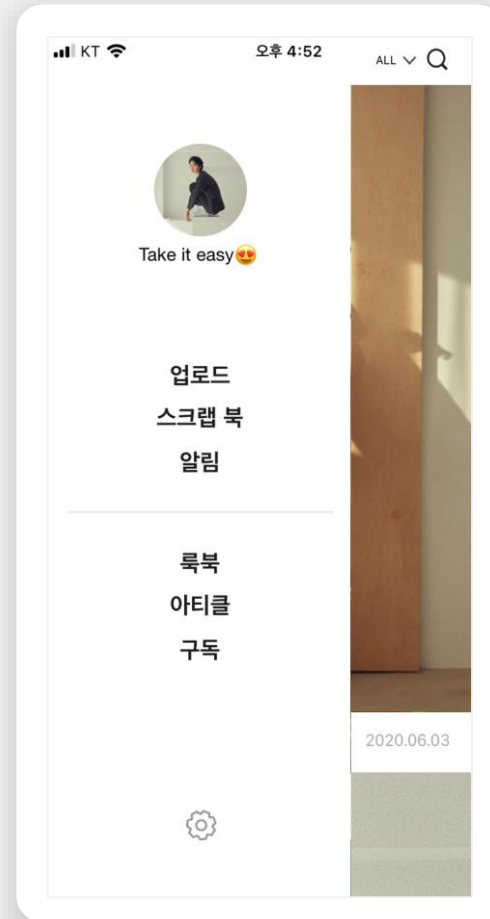 KT 오후 4:52
ALL
Take it easy😍
업로드
스크랩 북
알림
룩북
아티클
구독
2020.06.03